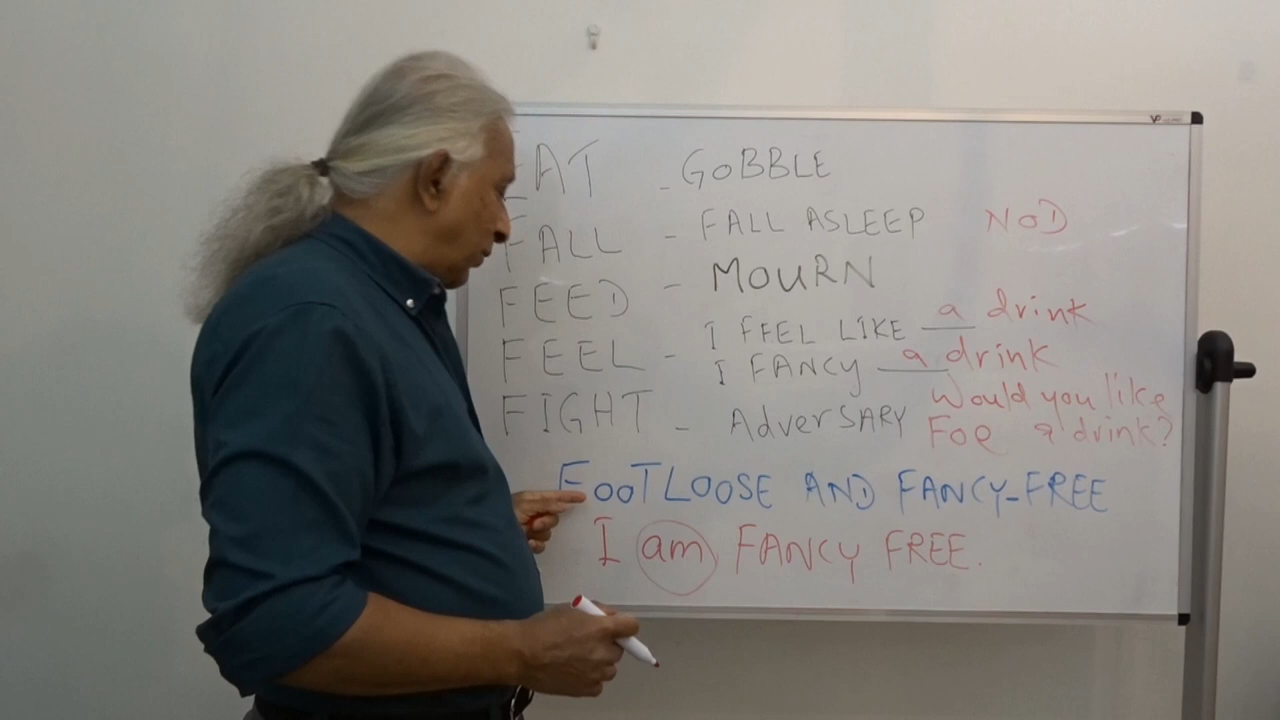 EAT - GOBBLE
FALL - FALL ASLEEP NOD
FEED - MOURN
FEEL - I FEEL LIKE a drink
I FANCY a drink
Would you like
FIGHT - AdverSARY FOE a drink?
FOOTLOOSE AND FANCY-FREE
I am FANCY FREE.